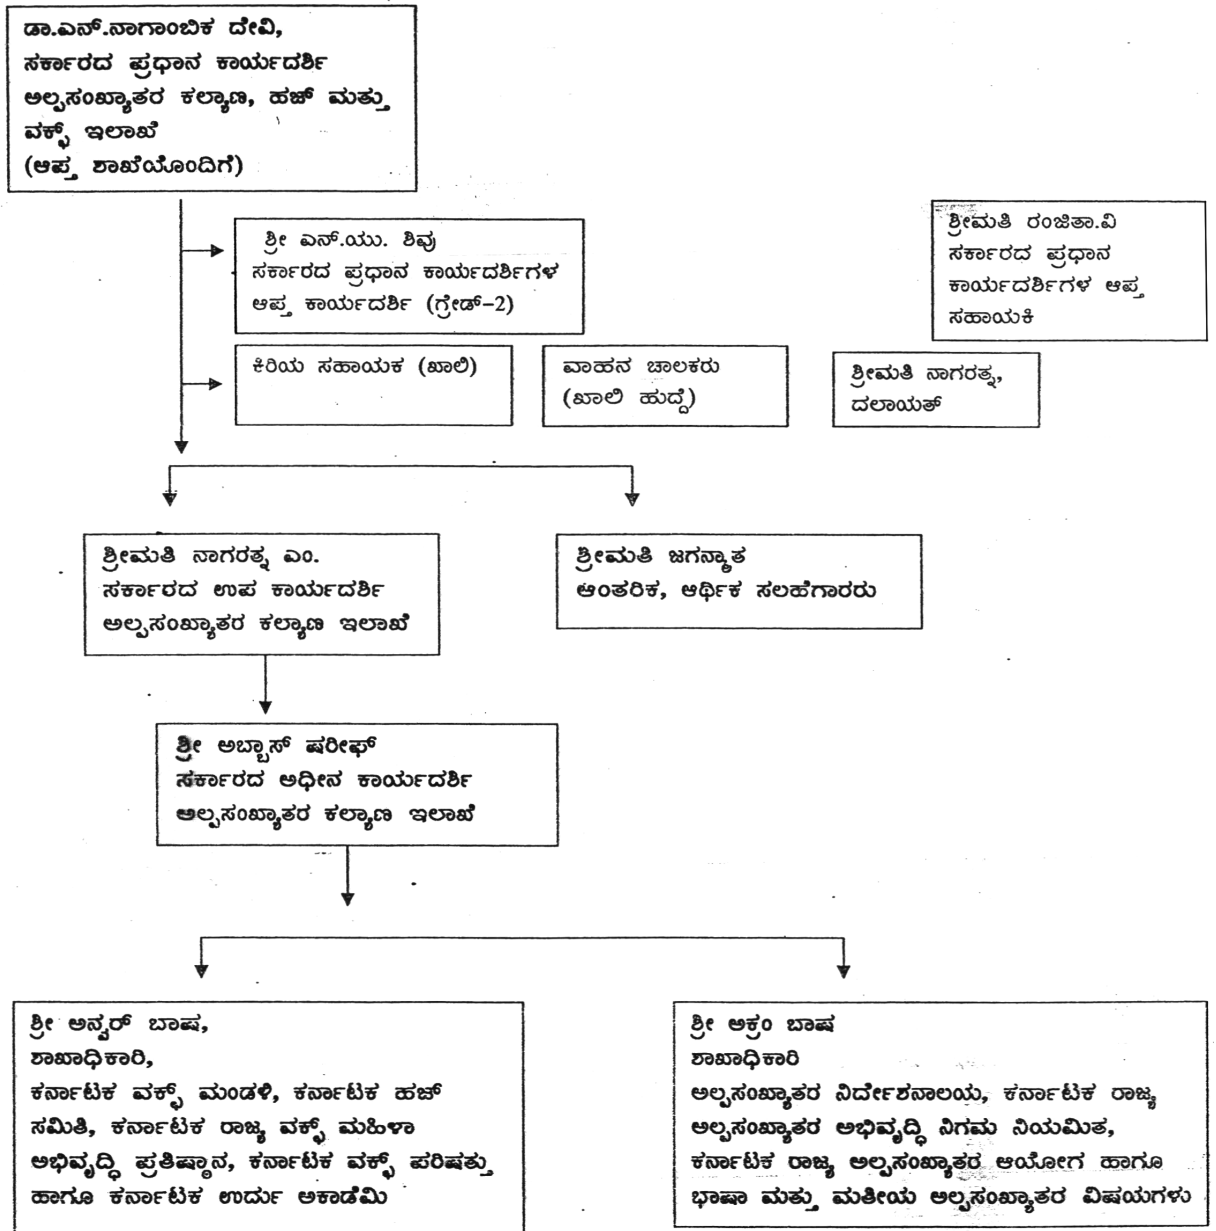 ಡಾ.ಎನ್.ನಾಗಾಂಬಿಕ ದೇವಿ,
ಸರ್ಕಾರದ ಪ್ರಧಾನ ಕಾರ್ಯದರ್ಶಿ
ಅಲ್ಪಸಂಖ್ಯಾತರ ಕಲ್ಯಾಣ, ಹಜ್ ಮತ್ತು
ವಕ್ಫ್ ಇಲಾಖೆ
(ಆಪ್ತ ಶಾಖೆಯೊಂದಿಗೆ)
ಶ್ರೀ ಎನ್.ಯು. ಶಿವು
ಸರ್ಕಾರದ ಪ್ರಧಾನ ಕಾರ್ಯದರ್ಶಿಗಳ
ಆಪ್ತ ಕಾರ್ಯದರ್ಶಿ (ಗ್ರೇಡ್-2)
ಶ್ರೀಮತಿ ರಂಜಿತಾ.ವಿ
ಸರ್ಕಾರದ ಪ್ರಧಾನ
ಕಾರ್ಯದರ್ಶಿಗಳ ಆಪ್ತ
ಸಹಾಯಕಿ
ಕಿರಿಯ ಸಹಾಯಕ (ಖಾಲಿ)
ವಾಹನ ಚಾಲಕರು
(ಖಾಲಿ ಹುದ್ದೆ)
ಶ್ರೀಮತಿ ನಾಗರತ್ನ,
ದಲಾಯತ್
ಶ್ರೀಮತಿ ನಾಗರತ್ನ ಎಂ.
ಸರ್ಕಾರದ ಉಪ ಕಾರ್ಯದರ್ಶಿ
ಅಲ್ಪಸಂಖ್ಯಾತರ ಕಲ್ಯಾಣ ಇಲಾಖೆ
ಶ್ರೀಮತಿ ಜಗನ್ಮಾತ
ಆಂತರಿಕ, ಆರ್ಥಿಕ ಸಲಹೆಗಾರರು
ಶ್ರೀ ಅಬ್ಬಾಸ್ ಷರೀಫ್
ಸರ್ಕಾರದ ಅಧೀನ ಕಾರ್ಯದರ್ಶಿ
ಅಲ್ಪಸಂಖ್ಯಾತರ ಕಲ್ಯಾಣ ಇಲಾಖೆ
ಶ್ರೀ ಅನ್ವರ್ ಬಾಷ,
ಶಾಖಾಧಿಕಾರಿ,
ಕರ್ನಾಟಕ ವಕ್ಫ್ ಮಂಡಳಿ, ಕರ್ನಾಟಕ ಹಜ್
ಸಮಿತಿ, ಕರ್ನಾಟಕ ರಾಜ್ಯ ವಕ್ಫ್ ಮಹಿಳಾ
ಅಭಿವೃದ್ಧಿ ಪ್ರತಿಷ್ಠಾನ, ಕರ್ನಾಟಕ ವಕ್ಫ್ ಪರಿಷತ್ತು
ಹಾಗೂ ಕರ್ನಾಟಕ ಉರ್ದು ಅಕಾಡೆಮಿ
ಶ್ರೀ ಅಕ್ರಂ ಬಾಷ
ಶಾಖಾಧಿಕಾರಿ
ಅಲ್ಪಸಂಖ್ಯಾತರ ನಿರ್ದೇಶನಾಲಯ, ಕರ್ನಾಟಕ ರಾಜ್ಯ
ಅಲ್ಪಸಂಖ್ಯಾತರ ಅಭಿವೃದ್ಧಿ ನಿಗಮ ನಿಯಮಿತ,
ಕರ್ನಾಟಕ ರಾಜ್ಯ ಅಲ್ಪಸಂಖ್ಯಾತರ ಆಯೋಗ ಹಾಗೂ
ಭಾಷಾ ಮತ್ತು ಮತೀಯ ಅಲ್ಪಸಂಖ್ಯಾತರ ವಿಷಯಗಳು